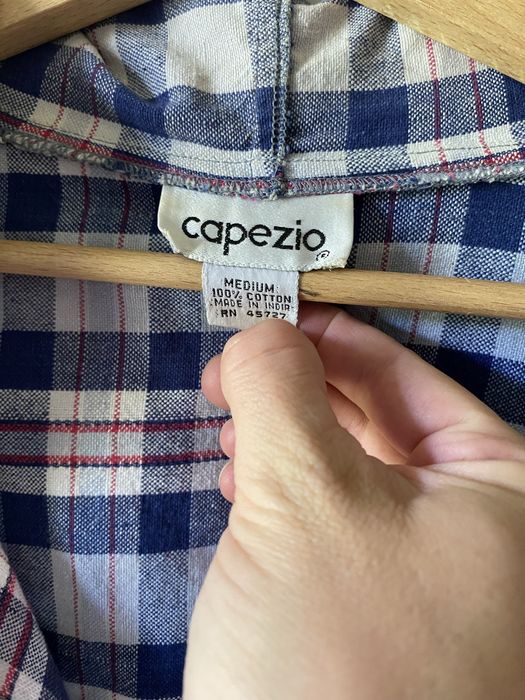 capezio
MEDIUM
100% COTTON
MADE IN INDIA
RN 45727